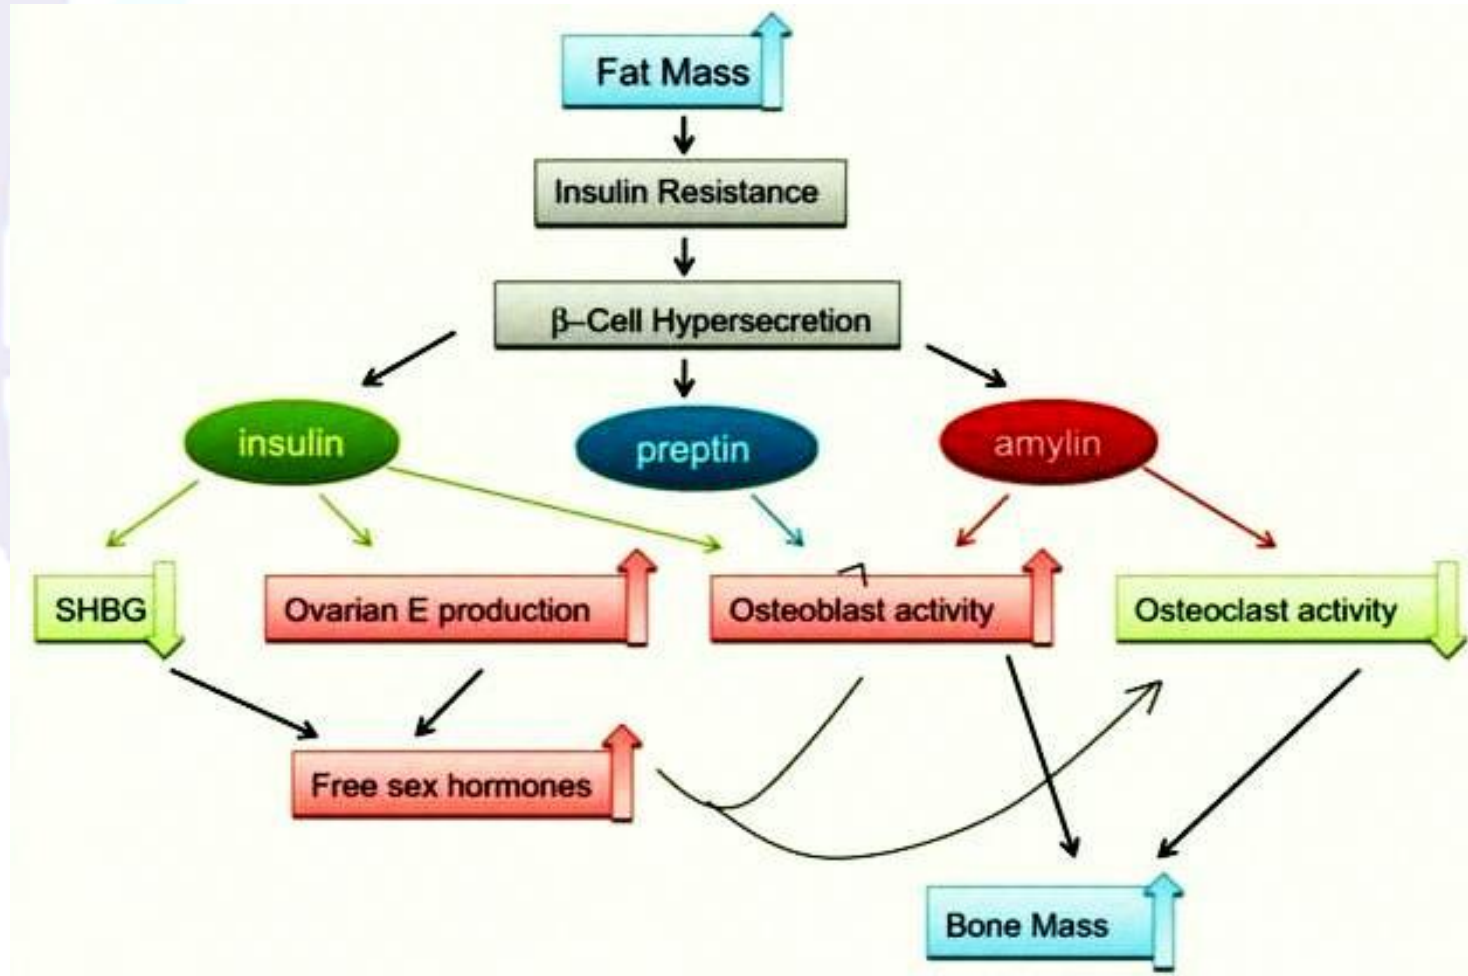 Fat Mass
Insulin Resistance
β–Cell Hypersecretion
insulin
preptin
amylin
SHBG
Ovarian E production
Osteoblast activity
Osteoclast activity
Free sex hormones
Bone Mass